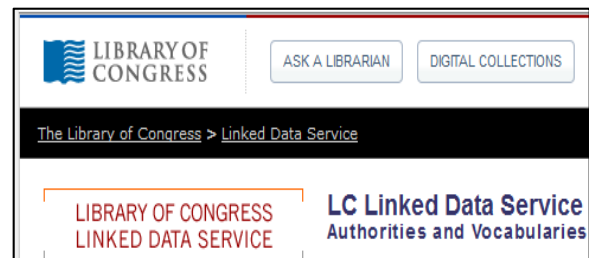 LIBRARY OF
CONGRESS
ASK A LIBRARIAN
DIGITAL COLLECTIONS
The Library of Congress > Linked Data Service
LIBRARY OF CONGRESS
LINKED DATA SERVICE
LC Linked Data Service
Authorities and Vocabularies